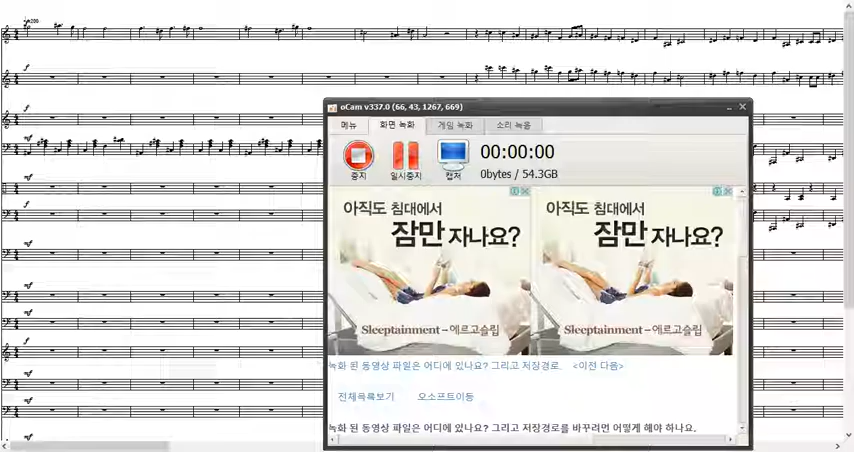 oCam v337.0 (66, 43, 1267, 669)
메뉴 화면 녹화 게임 녹화 소리 녹음
중지 일시중지 캡처
00:00:00
0bytes / 54.3GB
아직도 침대에서
잠만 자나요?
Sleeptainment - 에르고슬립
아직도 침대에서
잠만 자나요?
Sleeptainment - 에르고슬립
녹화 된 동영상 파일은 어디에 있나요? 그리고 저장경로. <이전 다음>
전체목록보기 오소프트이동
녹화 된 동영상 파일은 어디에 있나요? 그리고 저장경로를 바꾸려면 어떻게 해야 하나요.